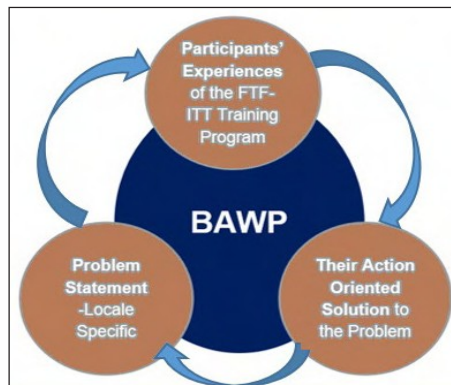 Participants'
Experiences
of the FTF-
ITT Training
Program
BAWP
Problem
Statement
-Locale
Specific
Their Action
Oriented
Solution to
the Problem